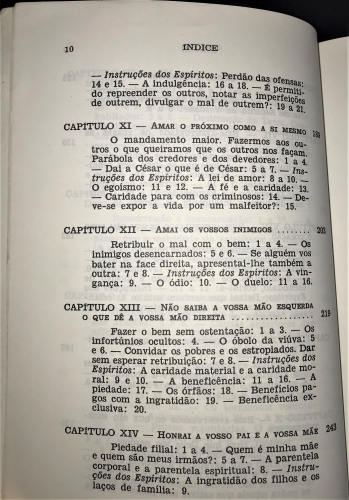 10 INDICE
— Instruções dos Espíritos: Perdão das ofensas:
14 e 15. — A indulgência: 16 a 18. — É permiti-
do repreender os outros, notar as imperfeições
de outrem, divulgar o mal de outrem?: 19 a 21.
CAPÍTULO XI — AMAR O PRÓXIMO COMO A SI MESMO 189
O mandamento maior. Fazermos aos ou-
tros o que queiramos que os outros nos façam.
Parábola dos credores e dos devedores: 1 a 4.
— Dai a César o que é de César: 5 a 7. — Ins-
truções dos Espíritos: A lei de amor: 8 a 10. —
O egoísmo: 11 e 12. — A fé e a caridade: 13.
— Caridade para com os criminosos: 14. — De-
ve-se expor a vida por um malfeitor?: 15.
CAPÍTULO XII — AMAI OS VOSSOS INIMIGOS ........ 203
Retribuir o mal com o bem: 1 a 4. — Os
inimigos desencarnados: 5 e 6. — Se alguém vos
bater na face direita, apresentai-lhe também a
outra: 7 e 8. — Instruções dos Espíritos: A vin-
gança: 9. — O ódio: 10. — O duelo: 11 a 16.
CAPÍTULO XIII — NÃO SAIBA A VOSSA MÃO ESQUERDA
O QUE DÊ A VOSSA MÃO DIREITA .................. 219
Fazer o bem sem ostentação: 1 a 3. — Os
infortúnios ocultos: 4. — O óbolo da viúva: 5
e 6. — Convidar os pobres e os estropiados. Dar
sem esperar retribuição: 7 e 8. — Instruções dos
Espíritos: A caridade material e a caridade mo-
ral: 9 e 10. — A beneficência: 11 a 16. — A
piedade: 17. — Os órfãos: 18. — Benefícios pa-
gos com a ingratidão: 19. — Beneficência ex-
clusiva: 20.
CAPÍTULO XIV — HONRAI A VOSSO PAI E A VOSSA MÃE 243
Piedade filial: 1 a 4. — Quem é minha mãe
e quem são meus irmãos?: 5 a 7. — A parentela
corporal e a parentela espiritual: 8. — Instru-
ções dos Espíritos: A ingratidão dos filhos e os
laços de família: 9.